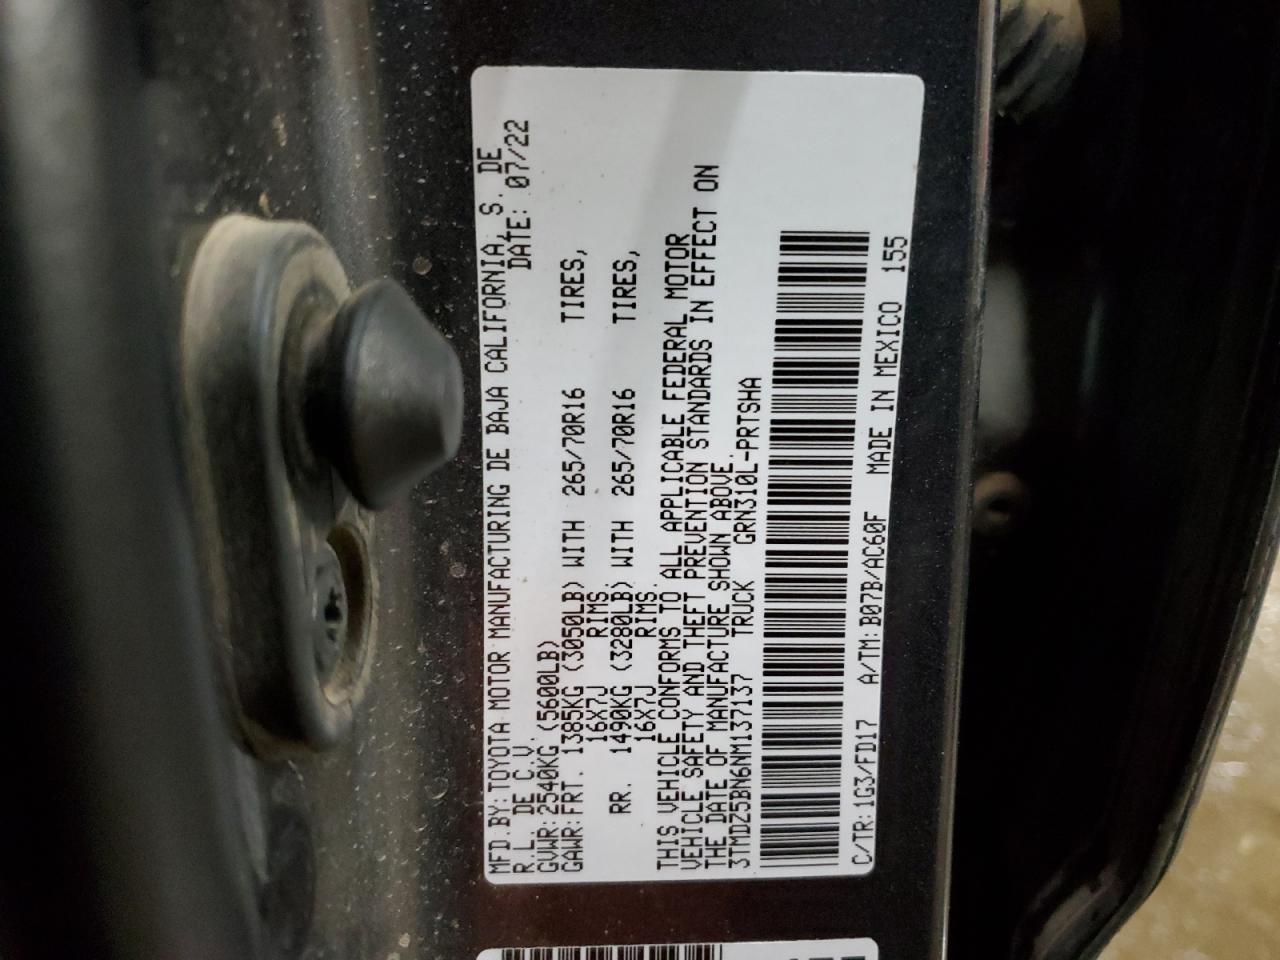 MFD.BY:TOYOTA MOTOR MANUFACTURING DE BAJA CALIFORNIA, S. DE
R.L. DE C.V. DATE: 07/22
GVWR:2540KG (5600LB)
GAWR:FRT. 1385KG (3050LB) WITH 265/70R16 TIRES,
16X7J RIMS.
RR. 1490KG (3280LB) WITH 265/70R16 TIRES,
16X7J RIMS.
THIS VEHICLE CONFORMS TO ALL APPLICABLE FEDERAL MOTOR
VEHICLE SAFETY AND THEFT PREVENTION STANDARDS IN EFFECT ON
THE DATE OF MANUFACTURE SHOWN ABOVE.
3TMDZ5BN6NM137137 TRUCK GRN310L-PRTSHA
C/TR:1G3/FD17 A/TM:B07B/AC60F MADE IN MEXICO 155